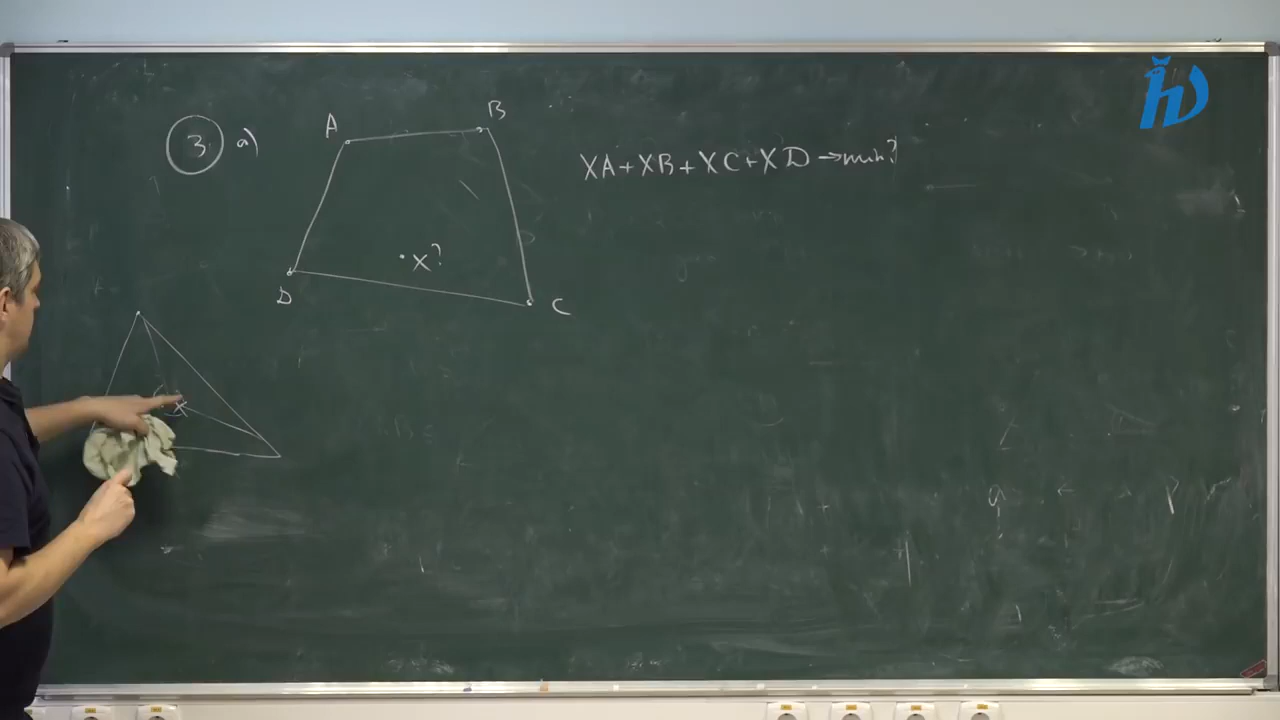 3 a)
A
B
XA+XB+XC+XD→min?
X?
D
C
X